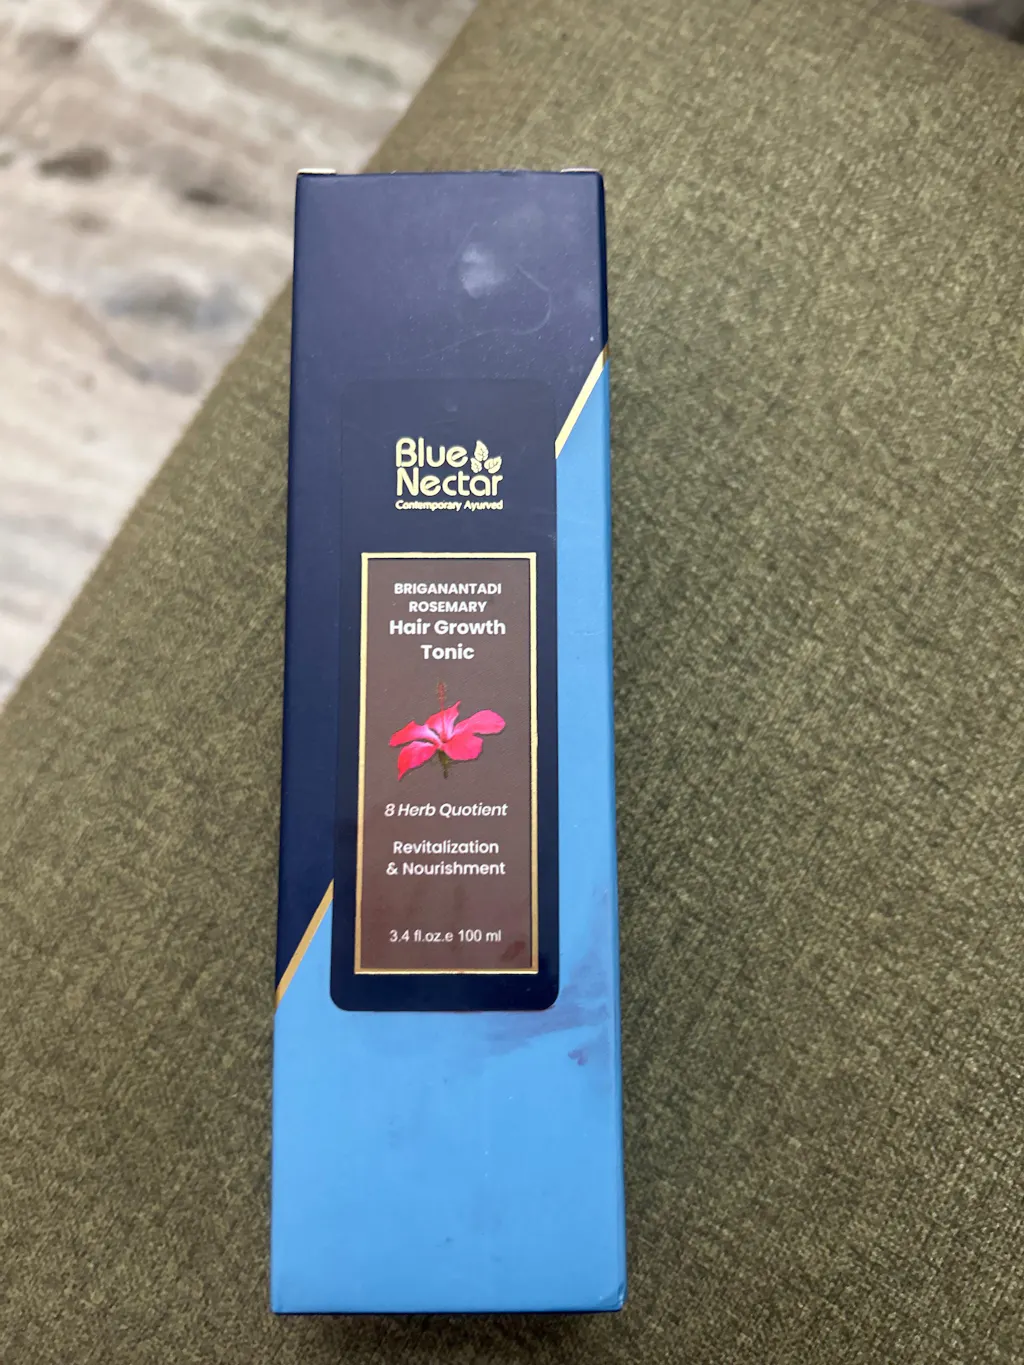 Blue
Nectar
Contemporary Ayurved
BRIGANANTADI
ROSEMARY
Hair Growth
Tonic
8 Herb Quotient
Revitalization
& Nourishment
3.4 fl.oz.e 100 ml